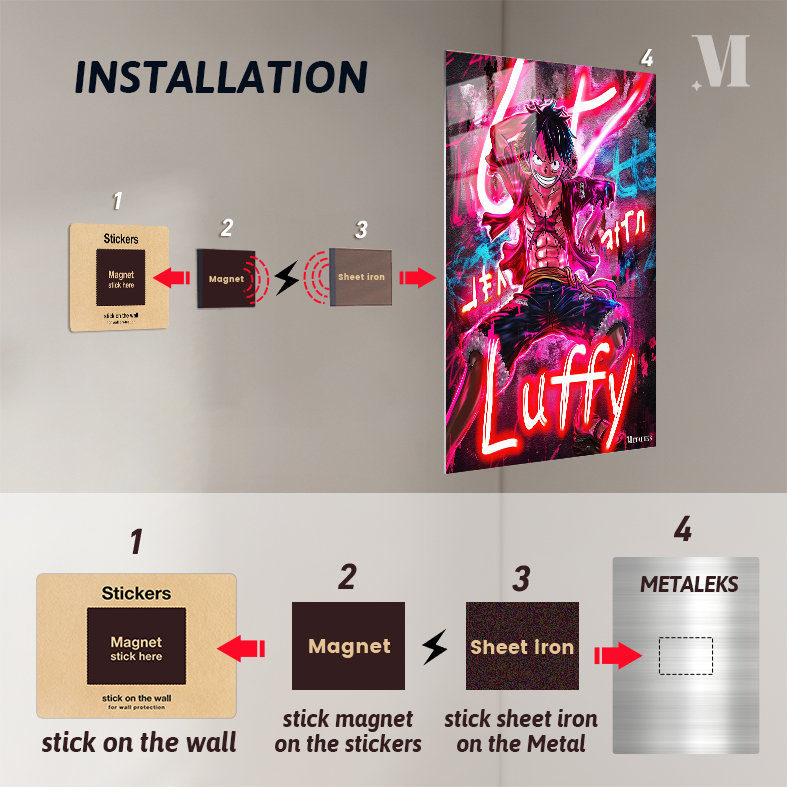 INSTALLATION
M
4
1
2
3
Stickers
Magnet
stick here
stick on the wall
for wall protection
Magnet
Sheet iron
Luffy
METALEKS
1
2
3
4
Stickers
Magnet
stick here
stick on the wall
for wall protection
Magnet
Sheet iron
METALEKS
stick on the wall
stick magnet
on the stickers
stick sheet iron
on the Metal